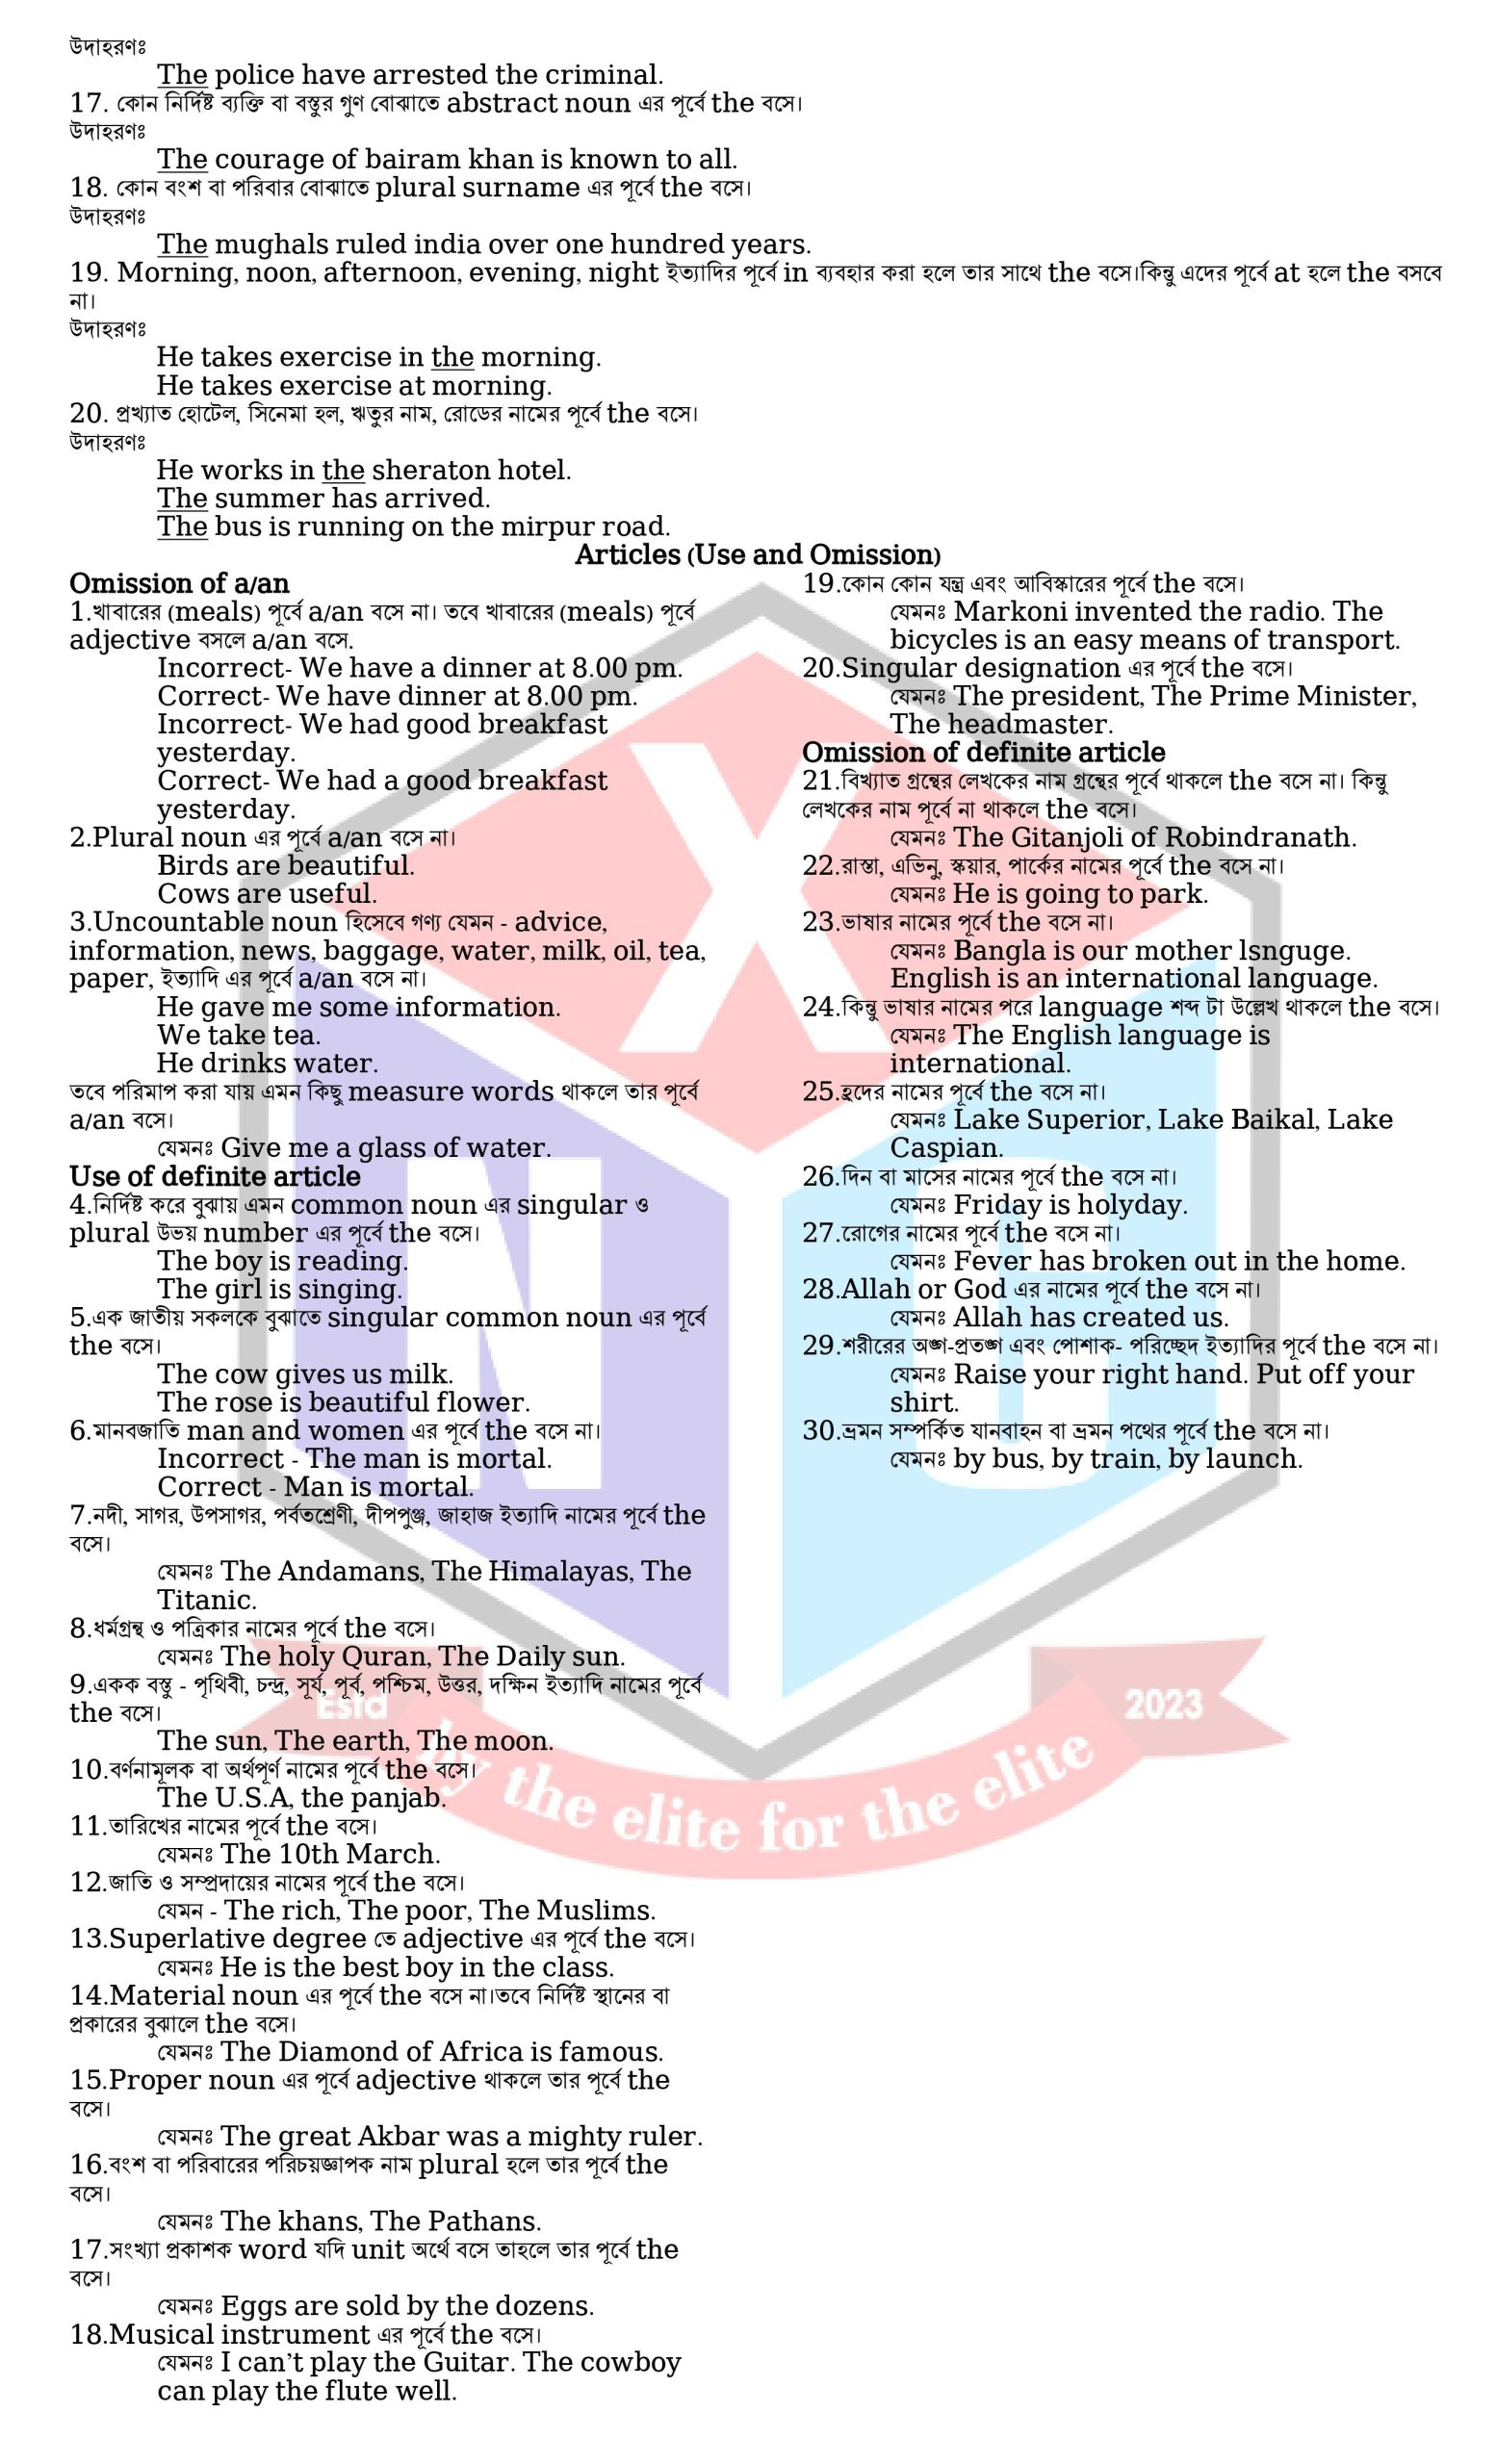 উদাহরণঃ
The police have arrested the criminal.
17. কোন নির্দিষ্ট ব্যক্তি বা বস্তুর গুণ বোঝাতে abstract noun এর পূর্বে the বসে।
উদাহরণঃ
The courage of bairam khan is known to all.
18. কোন বংশ বা পরিবার বোঝাতে plural surname এর পূর্বে the বসে।
উদাহরণঃ
The mughals ruled india over one hundred years.
19. Morning, noon, afternoon, evening, night ইত্যাদির পূর্বে in ব্যবহার করা হলে তার সাথে the বসে।কিন্তু এদের পূর্বে at হলে the বসবে
না।
উদাহরণঃ
He takes exercise in the morning.
He takes exercise at morning.
20. প্রখ্যাত হোটেল, সিনেমা হল, ঋতুর নাম, রোডের নামের পূর্বে the বসে।
উদাহরণঃ
He works in the sheraton hotel.
The summer has arrived.
The bus is running on the mirpur road.
Articles (Use and Omission)
Omission of a/an
1.খাবারের (meals) পূর্বে a/an বসে না। তবে খাবারের (meals) পূর্বে
adjective বসলে a/an বসে.
Incorrect- We have a dinner at 8.00 pm.
Correct- We have dinner at 8.00 pm.
Incorrect- We had good breakfast
yesterday.
Correct- We had a good breakfast
yesterday.
2.Plural noun এর পূর্বে a/an বসে না।
Birds are beautiful.
Cows are useful.
3.Uncountable noun হিসেবে গণ্য যেমন - advice,
information, news, baggage, water, milk, oil, tea,
paper, ইত্যাদি এর পূর্বে a/an বসে না।
He gave me some information.
We take tea.
He drinks water.
তবে পরিমাপ করা যায় এমন কিছু measure words থাকলে তার পূর্বে
a/an বসে।
যেমনঃ Give me a glass of water.
Use of definite article
4.নির্দিষ্ট করে বুঝায় এমন common noun এর singular ও
plural উভয় number এর পূর্বে the বসে।
The boy is reading.
The girl is singing.
5.এক জাতীয় সকলকে বুঝাতে singular common noun এর পূর্বে
the বসে।
The cow gives us milk.
The rose is beautiful flower.
6.মানবজাতি man and women এর পূর্বে the বসে না।
Incorrect - The man is mortal.
Correct - Man is mortal.
7.নদী, সাগর, উপসাগর, পর্বতশ্রেণী, দীপপুঞ্জ, জাহাজ ইত্যাদি নামের পূর্বে the
বসে।
যেমনঃ The Andamans, The Himalayas, The
Titanic.
8.ধর্মগ্রন্থ ও পত্রিকার নামের পূর্বে the বসে।
যেমনঃ The holy Quran, The Daily sun.
9.একক বস্তু - পৃথিবী, চন্দ্র, সূর্য, পূর্ব, পশ্চিম, উত্তর, দক্ষিন ইত্যাদি নামের পূর্বে
the বসে।
The sun, The earth, The moon.
10.বর্ণনামূলক বা অর্থপূর্ণ নামের পূর্বে the বসে।
The U.S.A, the panjab.
11.তারিখের নামের পূর্বে the বসে।
যেমনঃ The 10th March.
12.জাতি ও সম্প্রদায়ের নামের পূর্বে the বসে।
যেমন - The rich, The poor, The Muslims.
13.Superlative degree তে adjective এর পূর্বে the বসে।
যেমনঃ He is the best boy in the class.
14.Material noun এর পূর্বে the বসে না।তবে নির্দিষ্ট স্থানের বা
প্রকারের বুঝালে the বসে।
যেমনঃ The Diamond of Africa is famous.
15.Proper noun এর পূর্বে adjective থাকলে তার পূর্বে the
বসে।
যেমনঃ The great Akbar was a mighty ruler.
16.বংশ বা পরিবারের পরিচয়জ্ঞাপক নাম plural হলে তার পূর্বে the
বসে।
যেমনঃ The khans, The Pathans.
17.সংখ্যা প্রকাশক word যদি unit অর্থে বসে তাহলে তার পূর্বে the
বসে।
যেমনঃ Eggs are sold by the dozens.
18.Musical instrument এর পূর্বে the বসে।
যেমনঃ I can't play the Guitar. The cowboy
can play the flute well.
19.কোন কোন যন্ত্র এবং আবিস্কারের পূর্বে the বসে।
যেমনঃ Markoni invented the radio. The
bicycles is an easy means of transport.
20.Singular designation এর পূর্বে the বসে।
যেমনঃ The president, The Prime Minister,
The headmaster.
Omission of definite article
21.বিখ্যাত গ্রন্থের লেখকের নাম গ্রন্থের পূর্বে থাকলে the বসে না। কিন্তু
লেখকের নাম পূর্বে না থাকলে the বসে।
যেমনঃ The Gitanjoli of Robindranath.
22.রাস্তা, এভিনু, স্কয়ার, পার্কের নামের পূর্বে the বসে না।
যেমনঃ He is going to park.
23.ভাষার নামের পূর্বে the বসে না।
যেমনঃ Bangla is our mother lsnguge.
English is an international language.
24.কিন্তু ভাষার নামের পরে language শব্দ টা উল্লেখ থাকলে the বসে।
যেমনঃ The English language is
international.
25.হ্রদের নামের পূর্বে the বসে না।
যেমনঃ Lake Superior, Lake Baikal, Lake
Caspian.
26.দিন বা মাসের নামের পূর্বে the বসে না।
যেমনঃ Friday is holyday.
27.রোগের নামের পূর্বে the বসে না।
যেমনঃ Fever has broken out in the home.
28.Allah or God এর নামের পূর্বে the বসে না।
যেমনঃ Allah has created us.
29.শরীরের অঙ্গ-প্রতঙ্গ এবং পোশাক- পরিচ্ছেদ ইত্যাদির পূর্বে the বসে না।
যেমনঃ Raise your right hand. Put off your
shirt.
30.ভ্রমন সম্পর্কিত যানবাহন বা ভ্রমন পথের পূর্বে the বসে না।
যেমনঃ by bus, by train, by launch.
X
N
G
Estd
2023
by the elite for the elite